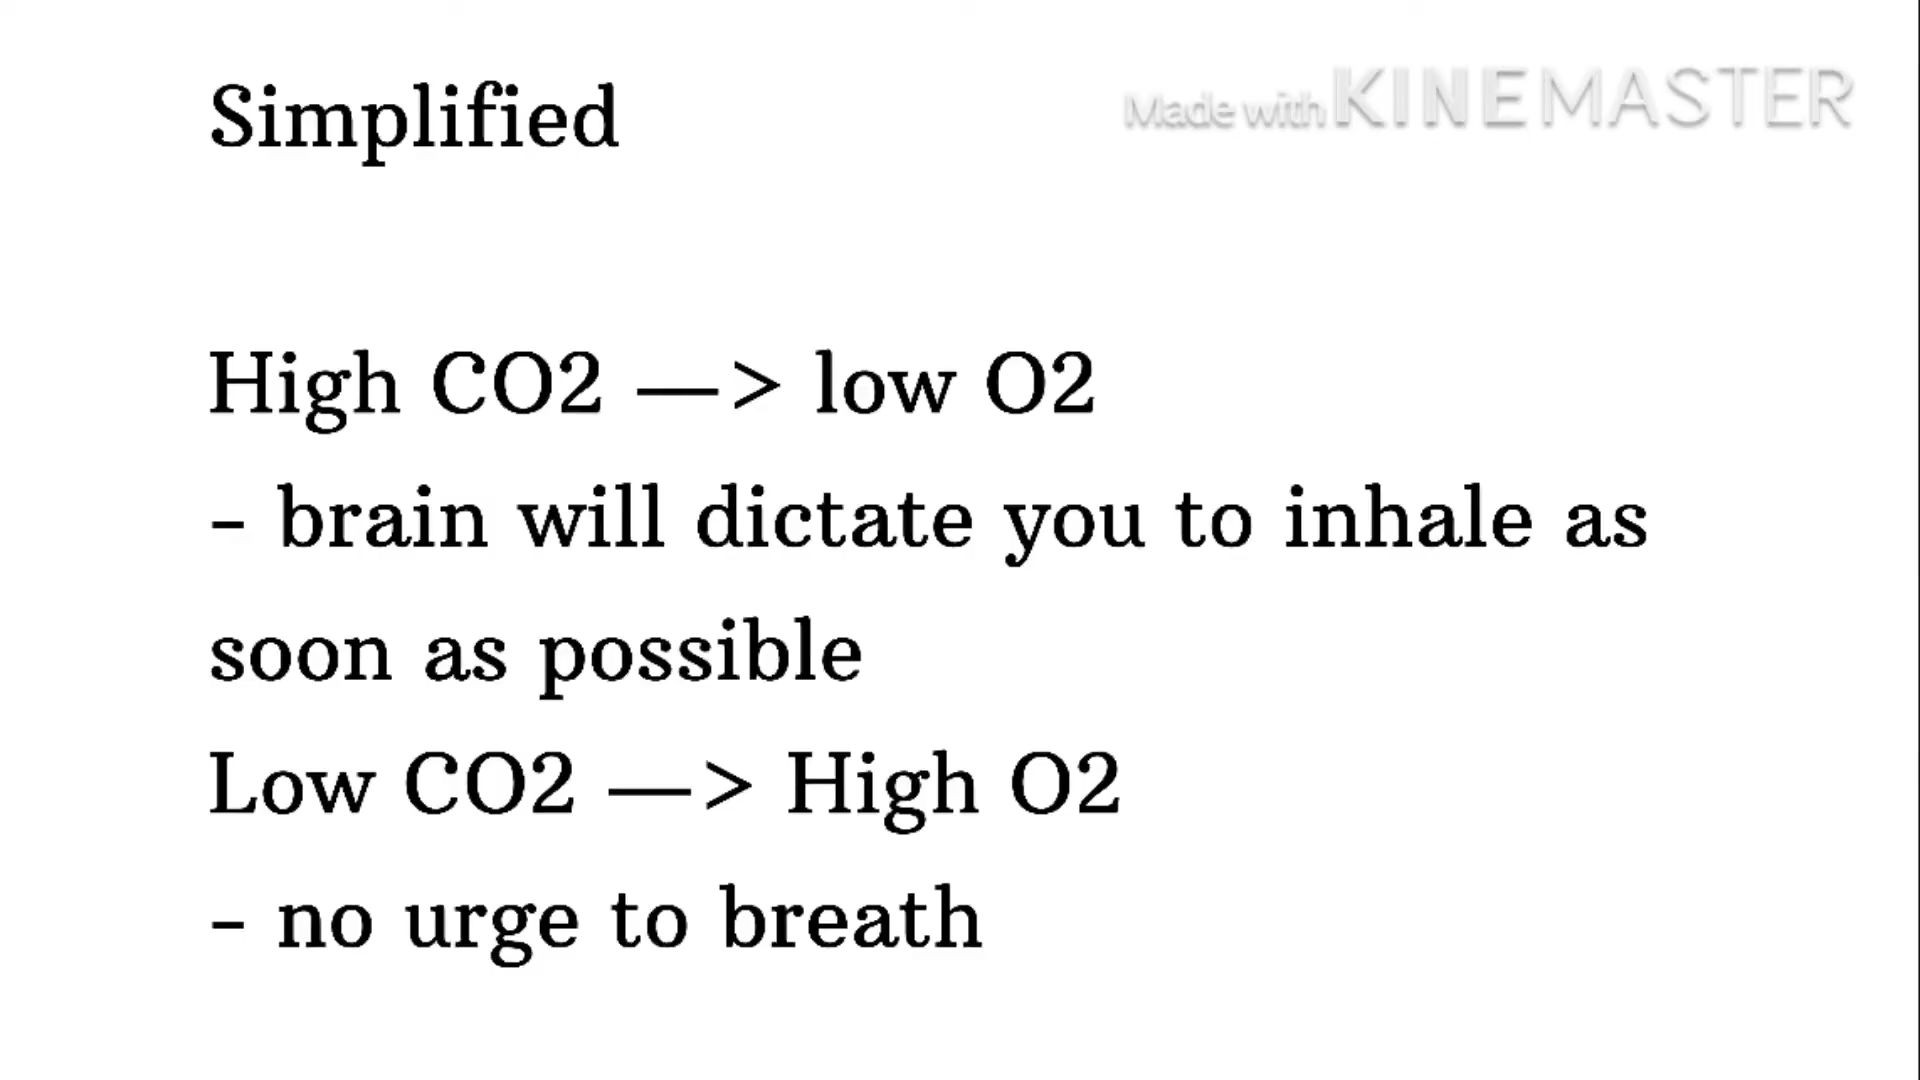 Simplified
Made with KINEMASTER
High CO2 —> low O2
- brain will dictate you to inhale as
soon as possible
Low CO2 —> High O2
- no urge to breath